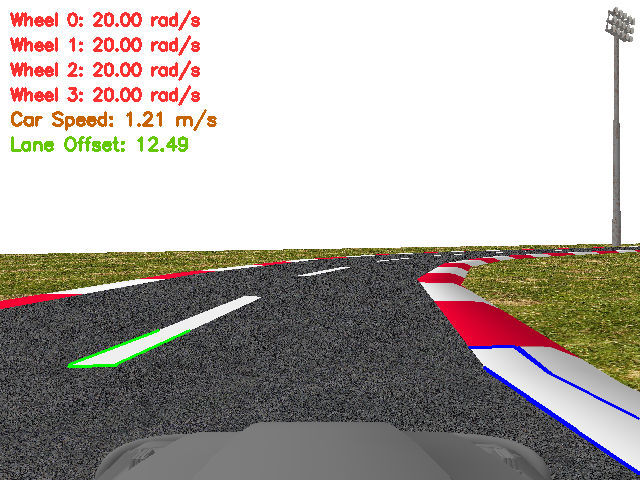 Wheel 0: 20.00 rad/s
Wheel 1: 20.00 rad/s
Wheel 2: 20.00 rad/s
Wheel 3: 20.00 rad/s
Car Speed: 1.21 m/s
Lane Offset: 12.49